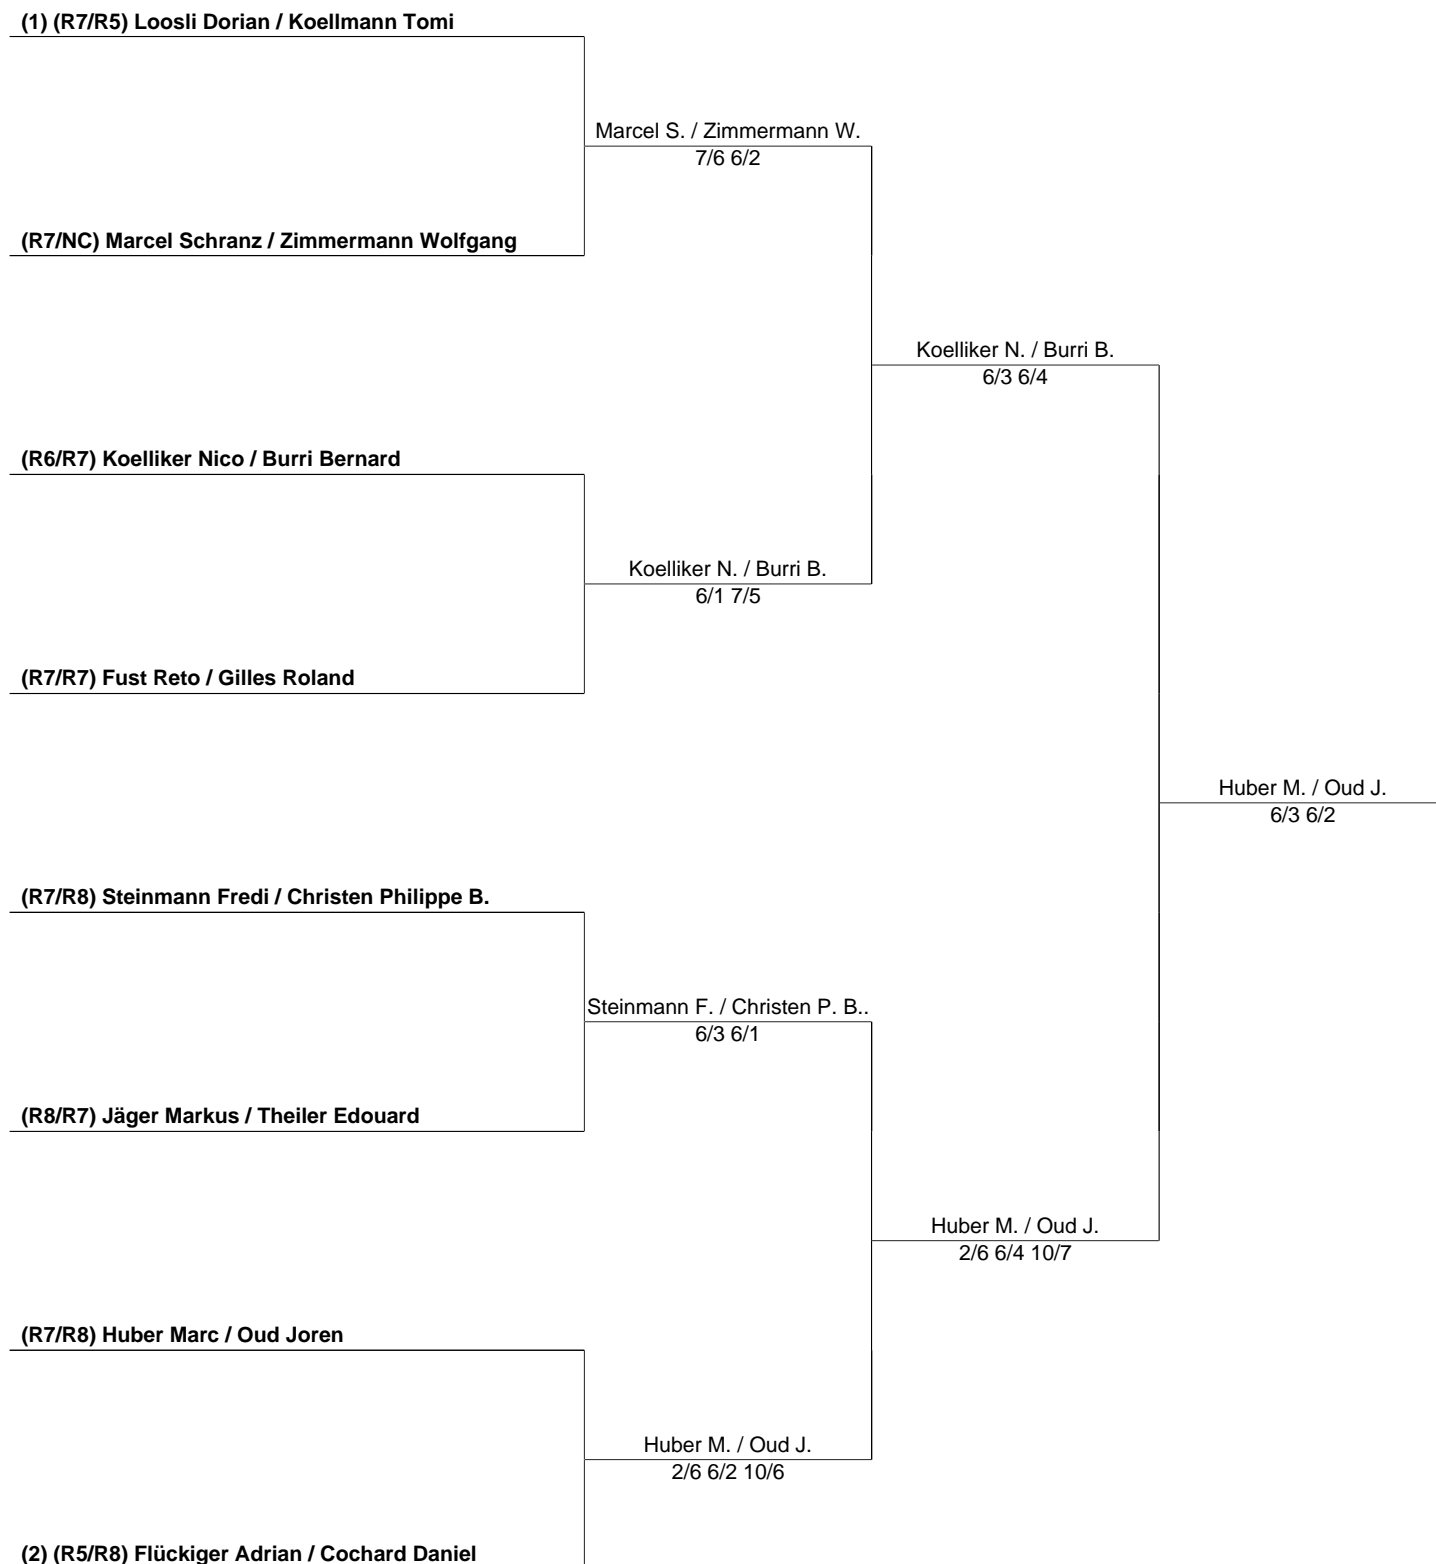 (1) (R7/R5) Loosli Dorian / Koellmann Tomi
Marcel S. / Zimmermann W.
7/6 6/2
(R7/NC) Marcel Schranz / Zimmermann Wolfgang
Koelliker N. / Burri B.
6/3 6/4
(R6/R7) Koelliker Nico / Burri Bernard
Koelliker N. / Burri B.
6/1 7/5
(R7/R7) Fust Reto / Gilles Roland
Huber M. / Oud J.
6/3 6/2
(R7/R8) Steinmann Fredi / Christen Philippe B.
Steinmann F. / Christen P. B..
6/3 6/1
(R8/R7) Jäger Markus / Theiler Edouard
Huber M. / Oud J.
2/6 6/4 10/7
(R7/R8) Huber Marc / Oud Joren
Huber M. / Oud J.
2/6 6/2 10/6
(2) (R5/R8) Flückiger Adrian / Cochard Daniel